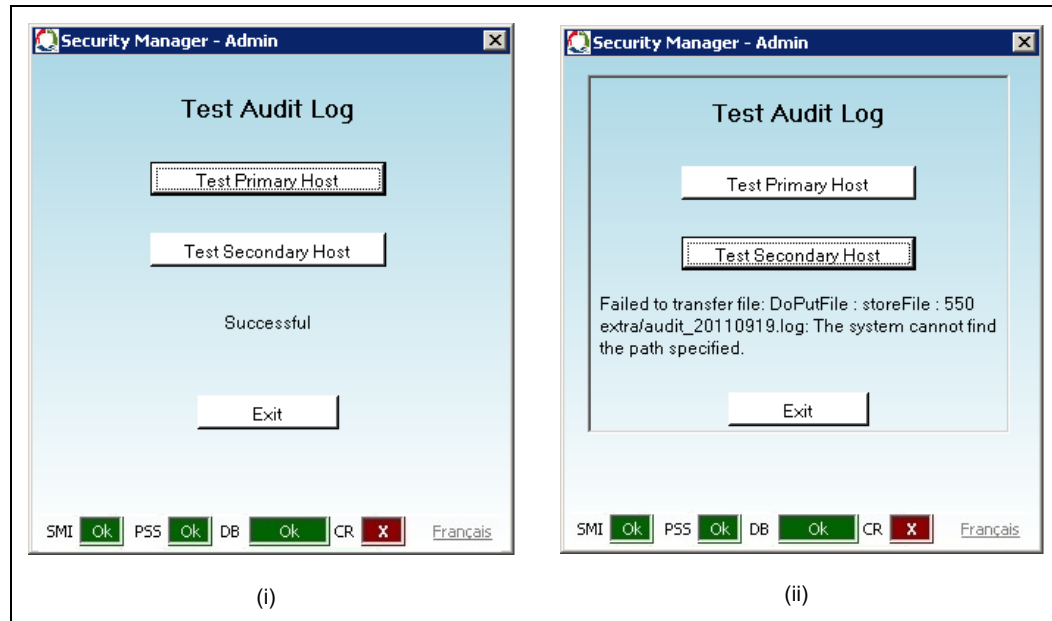 Security Manager - Admin
Test Audit Log
Test Primary Host
Test Secondary Host
Successful
Exit
SMI Ok PSS Ok DB Ok CR X Français
(i)
Security Manager - Admin
Test Audit Log
Test Primary Host
Test Secondary Host
Failed to transfer file: DoPutFile : storeFile : 550
extra/audit_20110919.log: The system cannot find
the path specified.
Exit
SMI Ok PSS Ok DB Ok CR X Français
(ii)